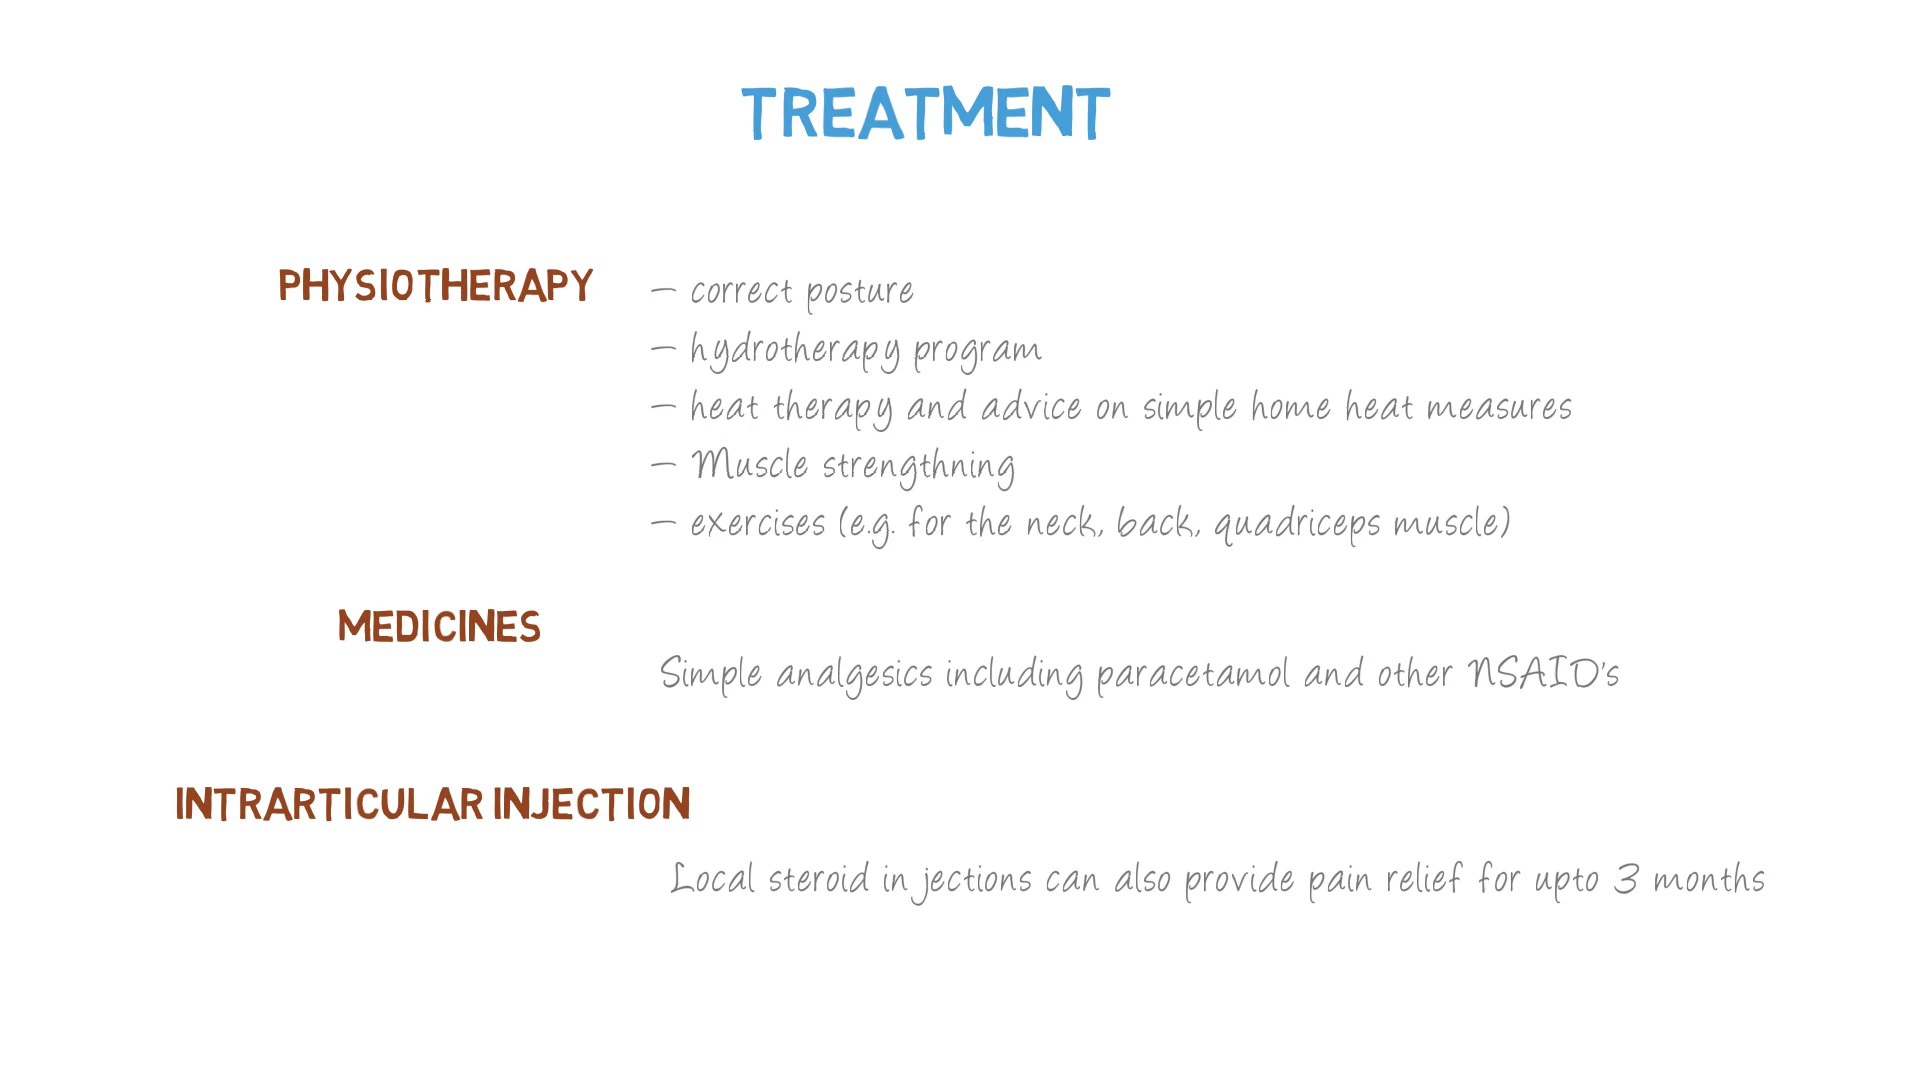 TREATMENT
PHYSIOTHERAPY
– correct posture
– hydrotherapy program
– heat therapy and advice on simple home heat measures
– Muscle strengthning
– exercises (e.g. for the neck, back, quadriceps muscle)
MEDICINES
Simple analgesics including paracetamol and other NSAID's
INTRARTICULAR INJECTION
Local steroid injections can also provide pain relief for upto 3 months